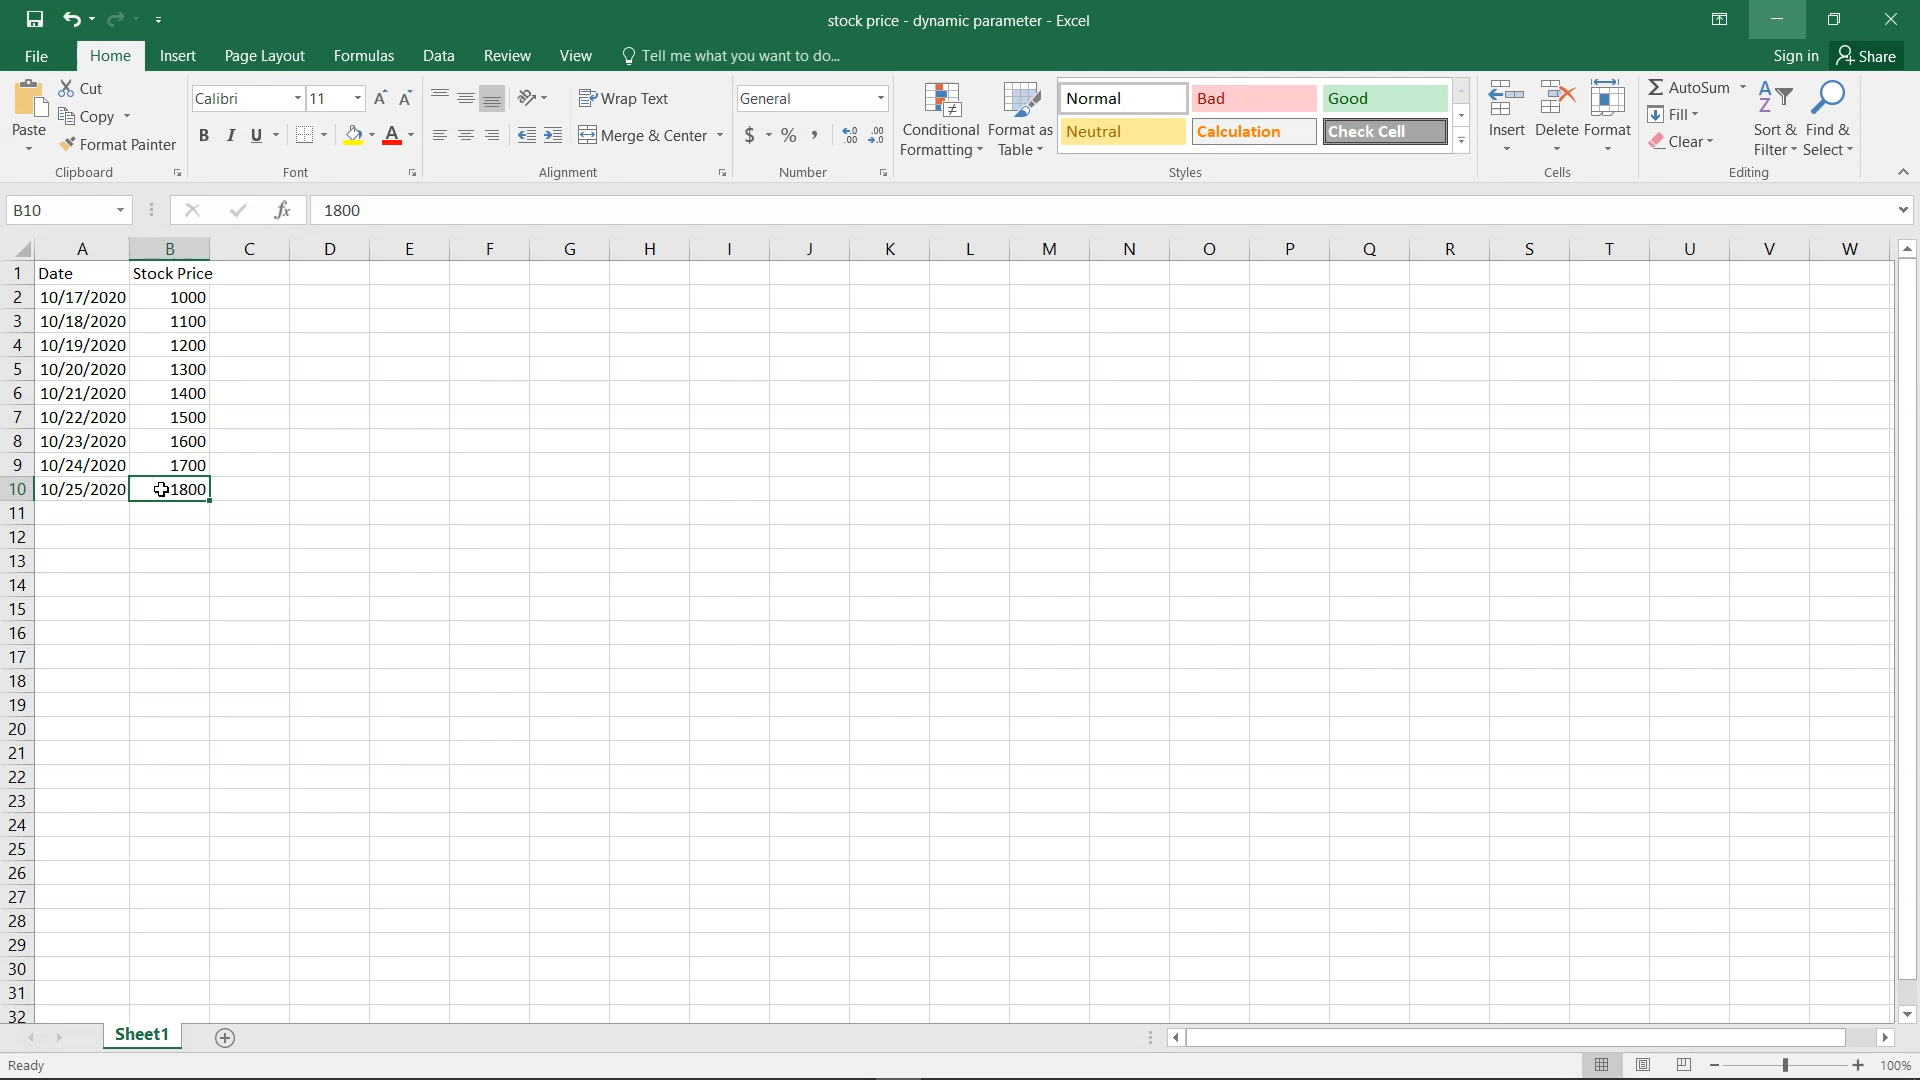 stock price - dynamic parameter - Excel
File Home Insert Page Layout Formulas Data Review View Tell me what you want to do... Sign in Share
Paste
Cut
Copy
Format Painter
Clipboard
Calibri 11
B I U
Font
Wrap Text
Merge & Center
Alignment
General
$ % ,
Number
Conditional Formatting
Format as Table
Normal Bad Good
Neutral Calculation Check Cell
Styles
Insert Delete Format
Cells
AutoSum
Fill
Clear
Sort & Filter
Find & Select
Editing
B10 fx 1800
A B C D E F G H I J K L M N O P Q R S T U V W
1 Date Stock Price
2 10/17/2020 1000
3 10/18/2020 1100
4 10/19/2020 1200
5 10/20/2020 1300
6 10/21/2020 1400
7 10/22/2020 1500
8 10/23/2020 1600
9 10/24/2020 1700
10 10/25/2020 1800
11
12
13
14
15
16
17
18
19
20
21
22
23
24
25
26
27
28
29
30
31
32
Sheet1
Ready 100%